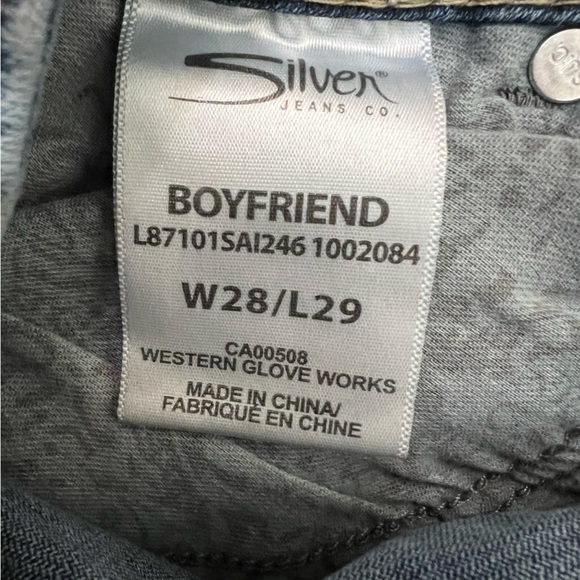 Silver®
JEANS CO.
BOYFRIEND
L87101SAI246 1002084
W28/L29
CA00508
WESTERN GLOVE WORKS
MADE IN CHINA/
FABRIQUÉ EN CHINE